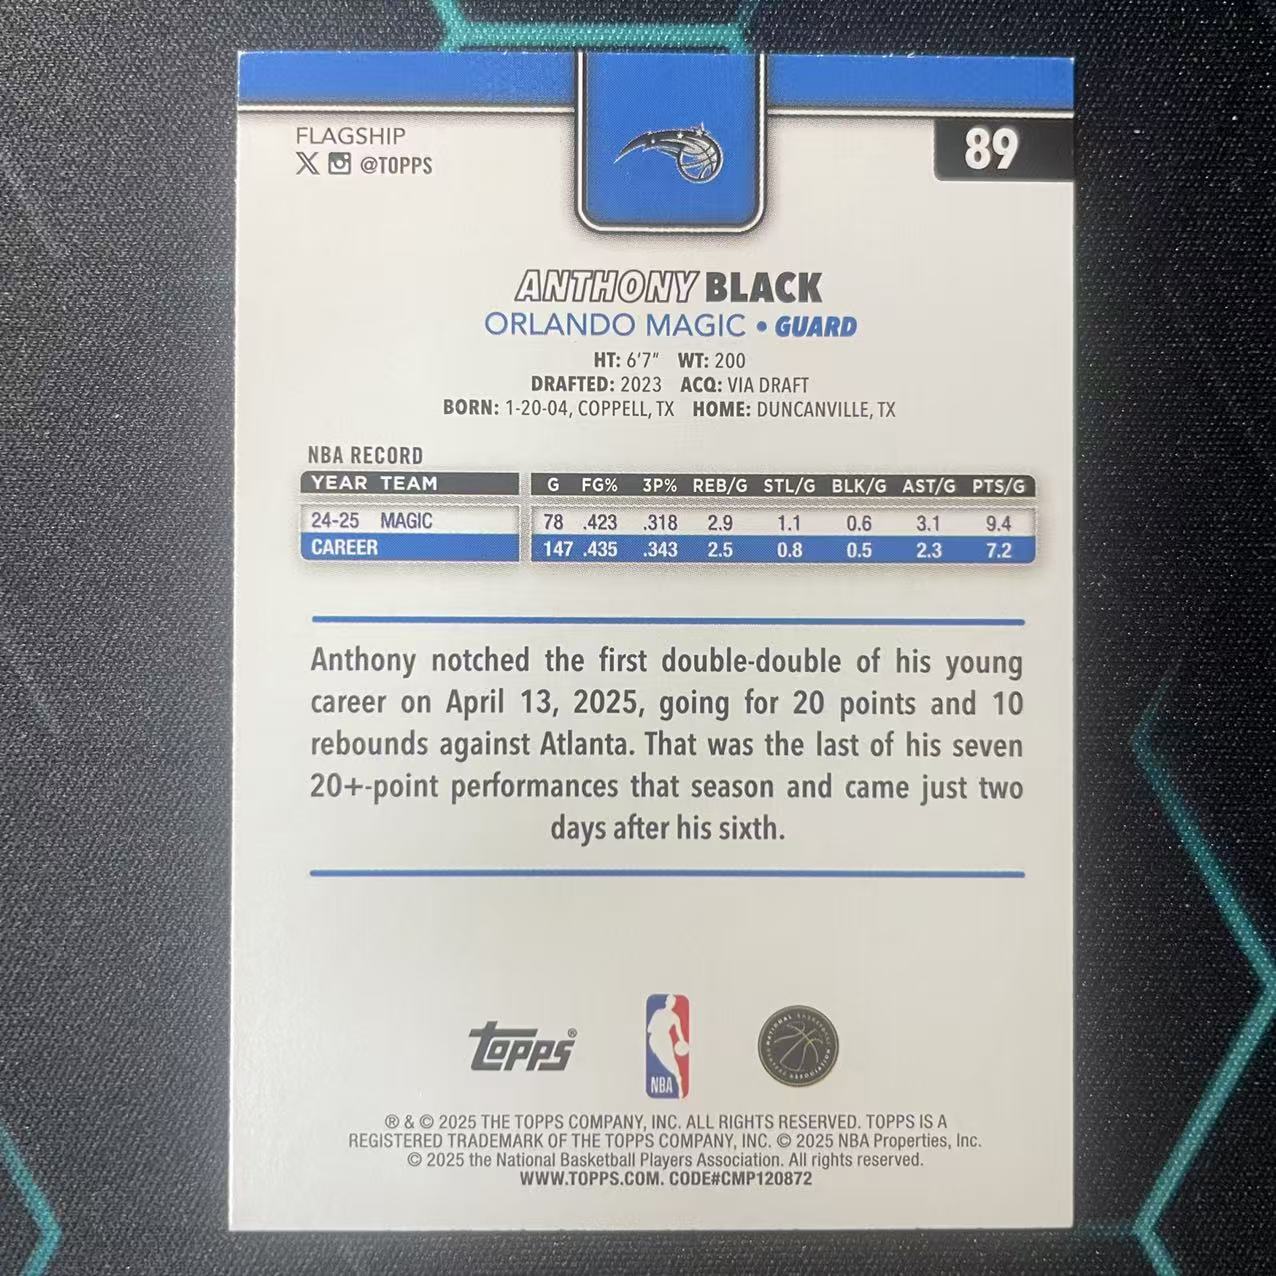 FLAGSHIP
89
X @TOPPS
ANTHONY BLACK
ORLANDO MAGIC • GUARD
HT: 6'7" WT: 200
DRAFTED: 2023 ACQ: VIA DRAFT
BORN: 1-20-04, COPPELL, TX HOME: DUNCANVILLE, TX
NBA RECORD
YEAR TEAM G FG% 3P% REB/G STL/G BLK/G AST/G PTS/G
24-25 MAGIC 78 .423 .318 2.9 1.1 0.6 3.1 9.4
CAREER 147 .435 .343 2.5 0.8 0.5 2.3 7.2
Anthony notched the first double-double of his young
career on April 13, 2025, going for 20 points and 10
rebounds against Atlanta. That was the last of his seven
20+-point performances that season and came just two
days after his sixth.
topps®
NBA
NATIONAL BASKETBALL PLAYERS ASSOCIATION
® & © 2025 THE TOPPS COMPANY, INC. ALL RIGHTS RESERVED. TOPPS IS A
REGISTERED TRADEMARK OF THE TOPPS COMPANY, INC. © 2025 NBA Properties, Inc.
© 2025 the National Basketball Players Association. All rights reserved.
WWW.TOPPS.COM. CODE#CMP120872